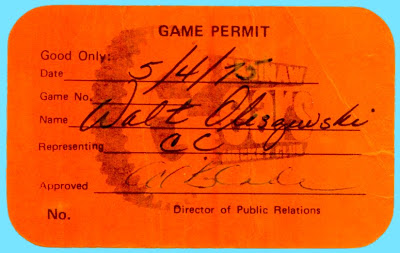 GAME PERMIT
Good Only:
Date 5/4/75
Game No.
Name Walt
Representing CC
Approved
Director of Public Relations
No.